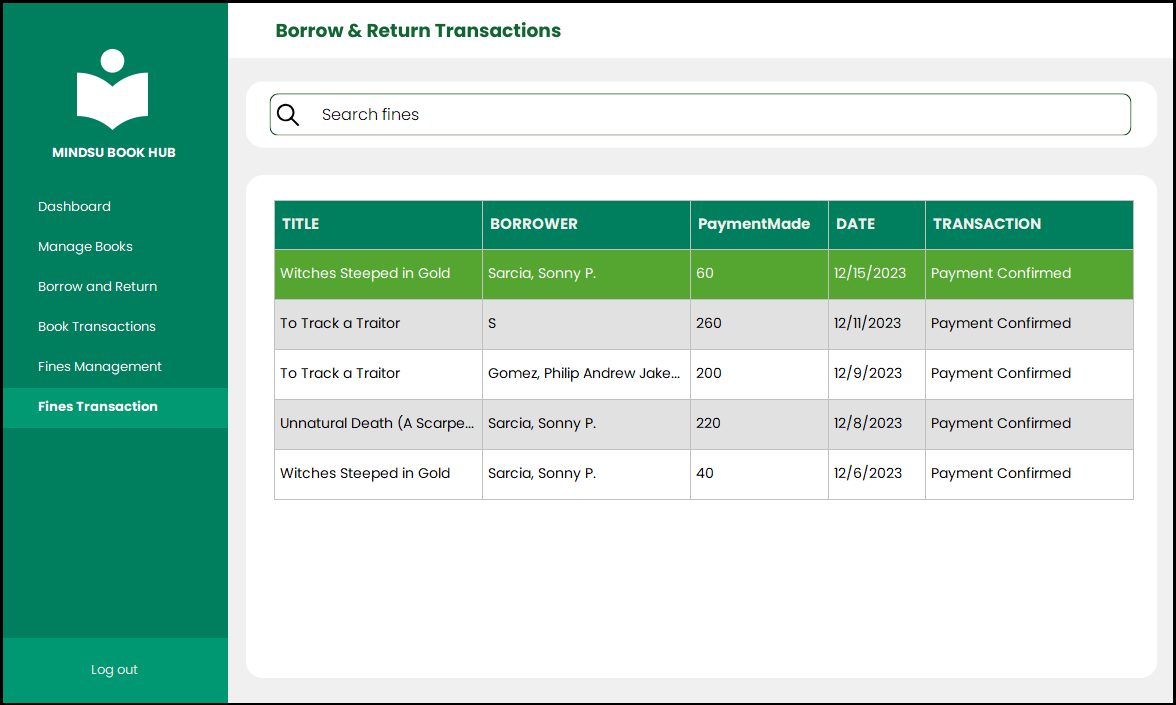 Borrow & Return Transactions
MINDSU BOOK HUB
Dashboard
Manage Books
Borrow and Return
Book Transactions
Fines Management
Fines Transaction
Log out
Search fines
TITLE BORROWER PaymentMade DATE TRANSACTION
Witches Steeped in Gold Sarcia, Sonny P. 60 12/15/2023 Payment Confirmed
To Track a Traitor S 260 12/11/2023 Payment Confirmed
To Track a Traitor Gomez, Philip Andrew Jake... 200 12/9/2023 Payment Confirmed
Unnatural Death (A Scarpe... Sarcia, Sonny P. 220 12/8/2023 Payment Confirmed
Witches Steeped in Gold Sarcia, Sonny P. 40 12/6/2023 Payment Confirmed